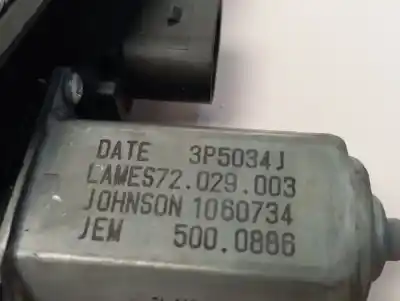 DATE 3P5034J
CAMES72.029.003
JOHNSON 1060734
JEM 500.0886